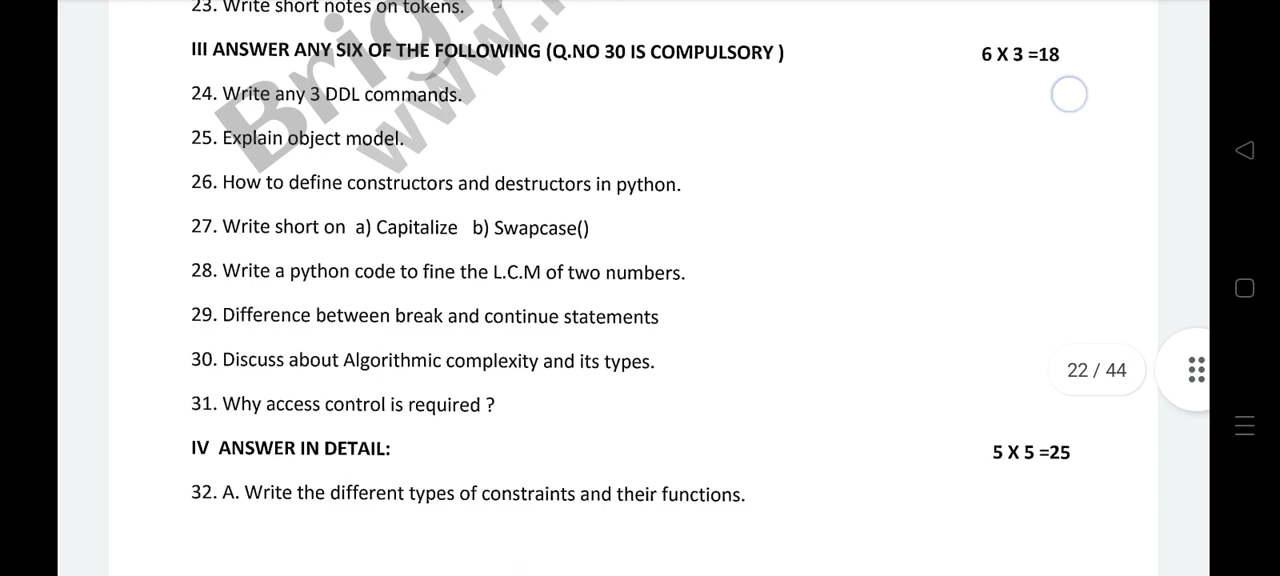 23. Write short notes on tokens.
III ANSWER ANY SIX OF THE FOLLOWING (Q.NO 30 IS COMPULSORY ) 6 X 3 =18
24. Write any 3 DDL commands.
25. Explain object model.
26. How to define constructors and destructors in python.
27. Write short on a) Capitalize b) Swapcase()
28. Write a python code to fine the L.C.M of two numbers.
29. Difference between break and continue statements
30. Discuss about Algorithmic complexity and its types.
22 / 44
31. Why access control is required ?
IV ANSWER IN DETAIL: 5 X 5 =25
32. A. Write the different types of constraints and their functions.